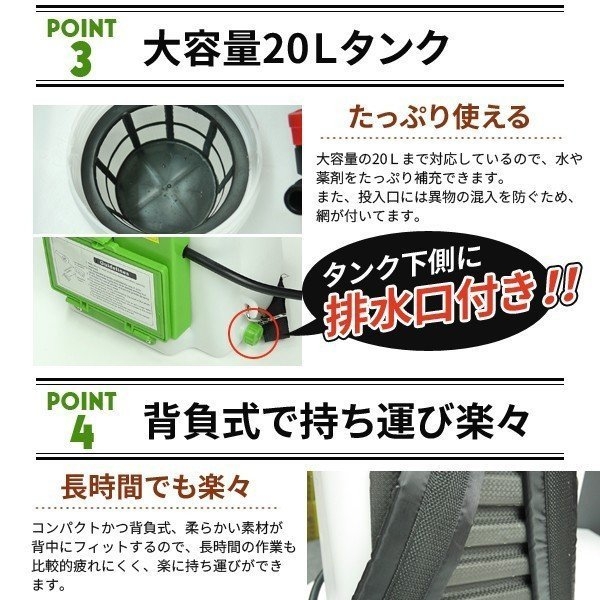 POINT
3
大容量20Lタンク
たっぷり使える
大容量の20Lまで対応しているので、水や
薬剤をたっぷり補充できます。
また、投入口には異物の混入を防ぐため、
網が付いてます。
Guidelines
タンク下側に
排水口付き!!
POINT
4
背負式で持ち運び楽々
長時間でも楽々
コンパクトかつ背負式、柔らかい素材が
背中にフィットするので、長時間の作業も
比較的疲れにくく、楽に持ち運びができ
ます。